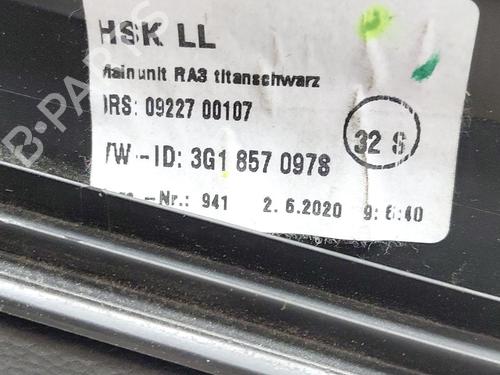 HSK LL
Mainunit RA3 titanschwarz
DRS: 09227 00107
32 S
VW-ID: 3G1 857 097B
-Nr.: 941 2. 6.2020 9: 6:40
B-PARTS